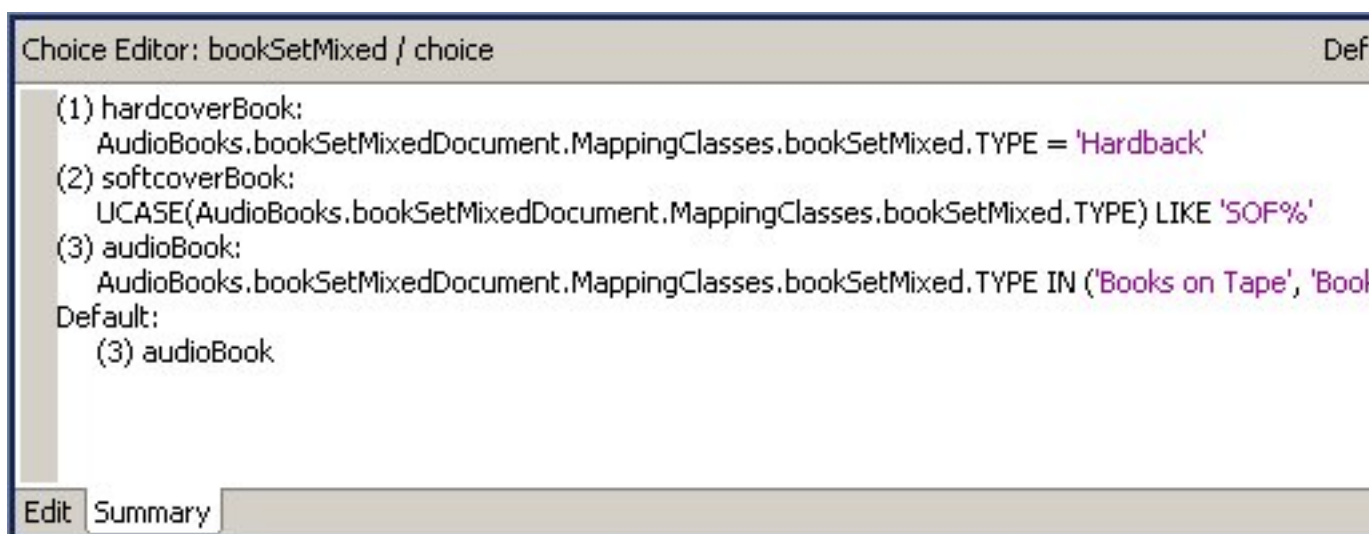 Choice Editor: bookSetMixed / choice Def
(1) hardcoverBook:
AudioBooks.bookSetMixedDocument.MappingClasses.bookSetMixed.TYPE = 'Hardback'
(2) softcoverBook:
UCASE(AudioBooks.bookSetMixedDocument.MappingClasses.bookSetMixed.TYPE) LIKE 'SOF%'
(3) audioBook:
AudioBooks.bookSetMixedDocument.MappingClasses.bookSetMixed.TYPE IN ('Books on Tape', 'Book
Default:
(3) audioBook
Edit Summary